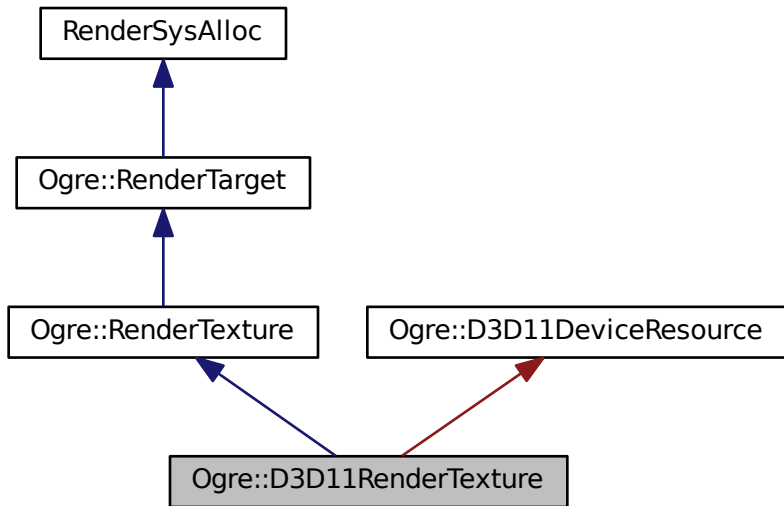 RenderSysAlloc
Ogre::RenderTarget
Ogre::RenderTexture
Ogre::D3D11DeviceResource
Ogre::D3D11RenderTexture